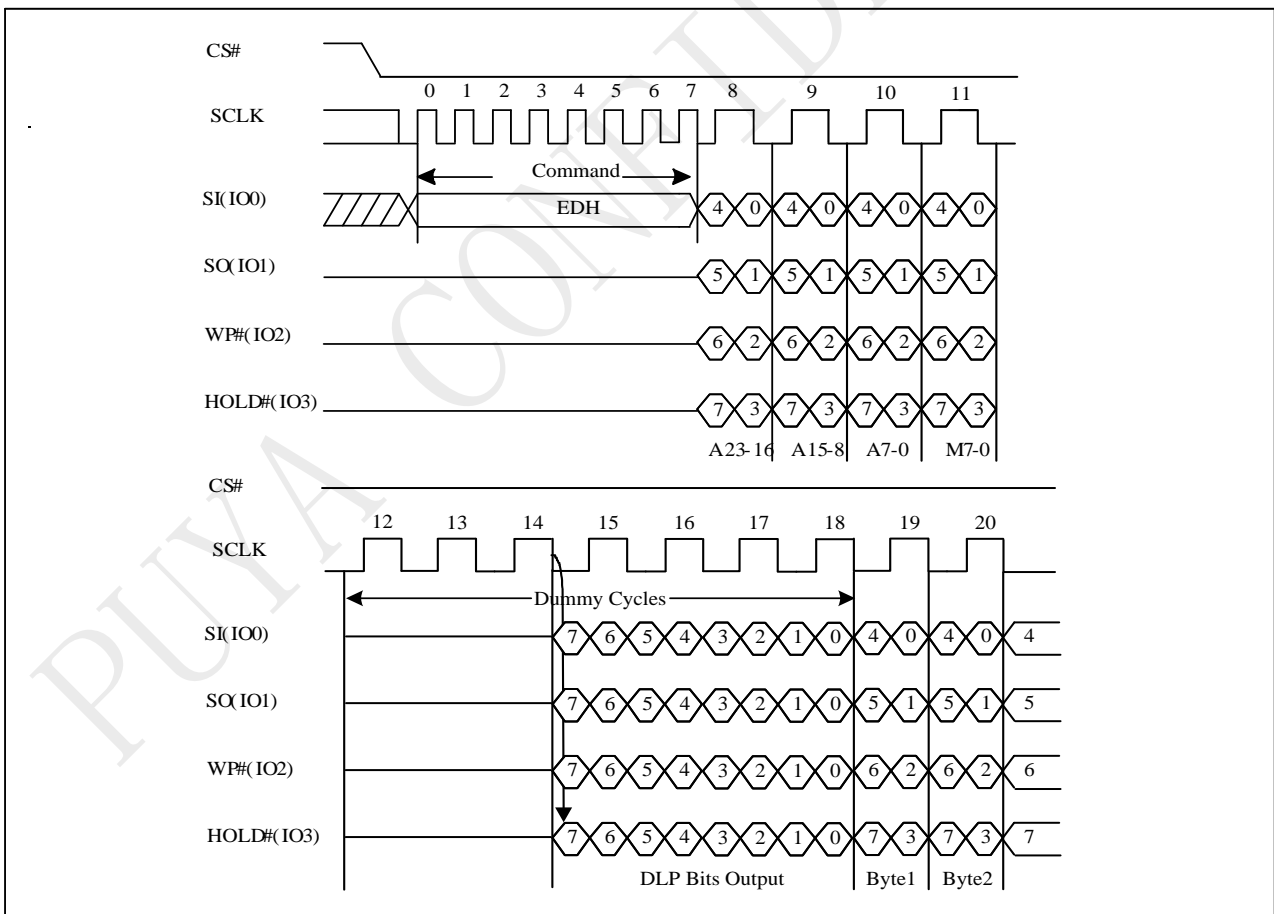 CS#
0 1 2 3 4 5 6 7 8 9 10 11
SCLK
Command
SI(IO0) EDH 4 0 4 0 4 0 4 0
SO(IO1) 5 1 5 1 5 1 5 1
WP#(IO2) 6 2 6 2 6 2 6 2
HOLD#(IO3) 7 3 7 3 7 3 7 3
A23-16 A15-8 A7-0 M7-0
CS#
12 13 14 15 16 17 18 19 20
SCLK
Dummy Cycles
SI(IO0) 7 6 5 4 3 2 1 0 4 0 4 0 4
SO(IO1) 7 6 5 4 3 2 1 0 5 1 5 1 5
WP#(IO2) 7 6 5 4 3 2 1 0 6 2 6 2 6
HOLD#(IO3) 7 6 5 4 3 2 1 0 7 3 7 3 7
DLP Bits Output Byte1 Byte2
PUYA CONFID